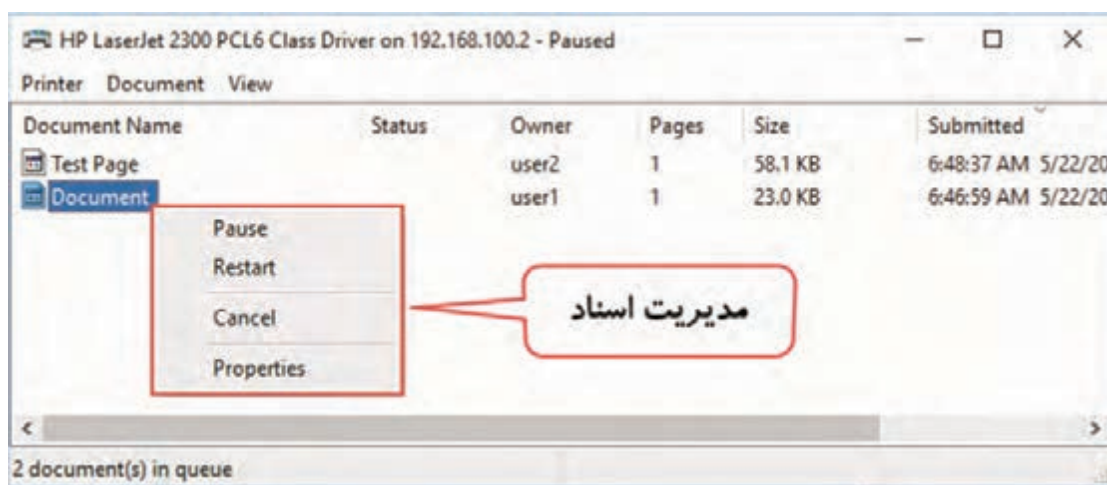 HP LaserJet 2300 PCL6 Class Driver on 192.168.100.2 - Paused
Printer Document View
Document Name Status Owner Pages Size Submitted
Test Page user2 1 58.1 KB 6:48:37 AM 5/22/20
Document user1 1 23.0 KB 6:46:59 AM 5/22/20
Pause
Restart
Cancel
Properties
مدیریت اسناد
2 document(s) in queue